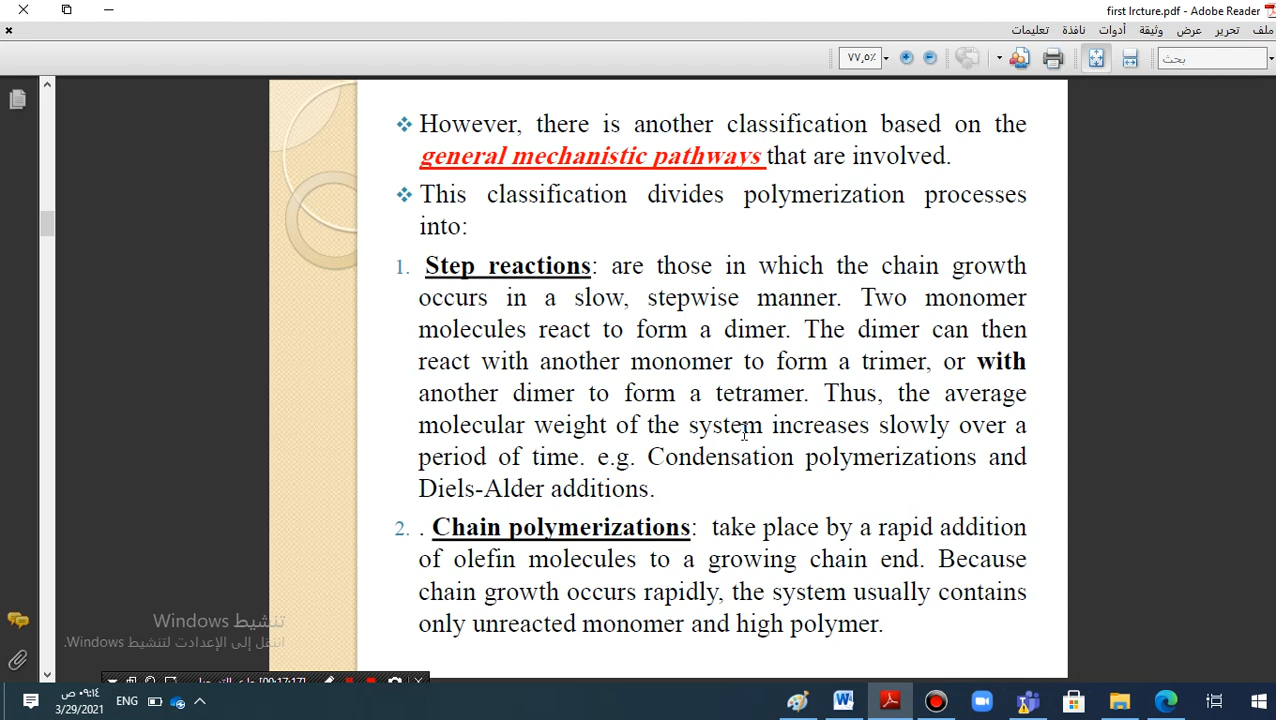 first lrcture.pdf - Adobe Reader
ملف تحرير عرض وثيقة أدوات نافذة تعليمات
٧٧,٥٪
بحث
❖ However, there is another classification based on the
general mechanistic pathways that are involved.
❖ This classification divides polymerization processes
into:
1. Step reactions: are those in which the chain growth
occurs in a slow, stepwise manner. Two monomer
molecules react to form a dimer. The dimer can then
react with another monomer to form a trimer, or with
another dimer to form a tetramer. Thus, the average
molecular weight of the system increases slowly over a
period of time. e.g. Condensation polymerizations and
Diels-Alder additions.
2. . Chain polymerizations: take place by a rapid addition
of olefin molecules to a growing chain end. Because
chain growth occurs rapidly, the system usually contains
only unreacted monomer and high polymer.
تنشيط Windows
انتقل إلى الإعدادت لتنشيط Windows.
[00:17:17]
٠٩:١٤ ص
3/29/2021
ENG